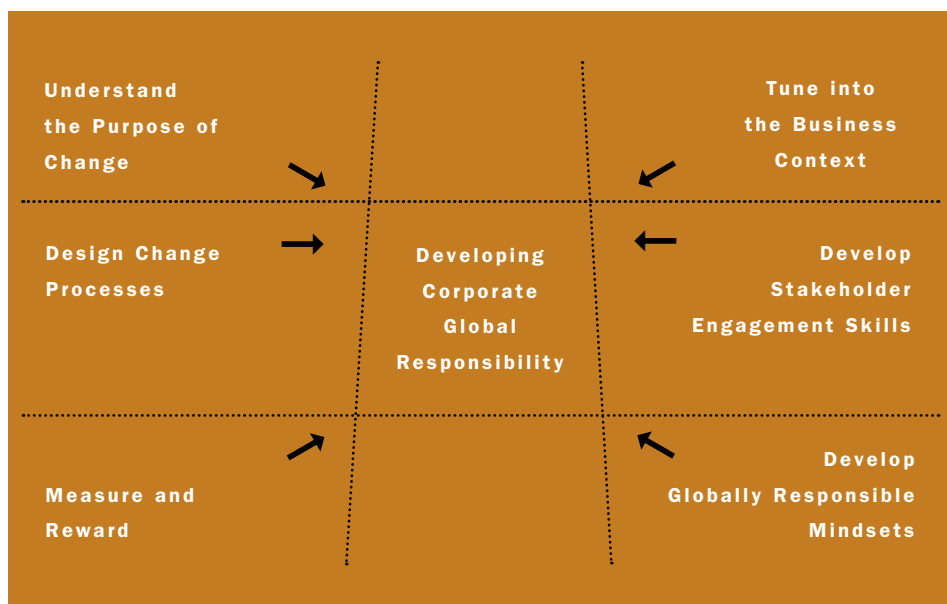 Understand
the Purpose of
Change
Tune into
the Business
Context
Design Change
Processes
Developing
Corporate
Global
Responsibility
Develop
Stakeholder
Engagement Skills
Measure and
Reward
Develop
Globally Responsible
Mindsets